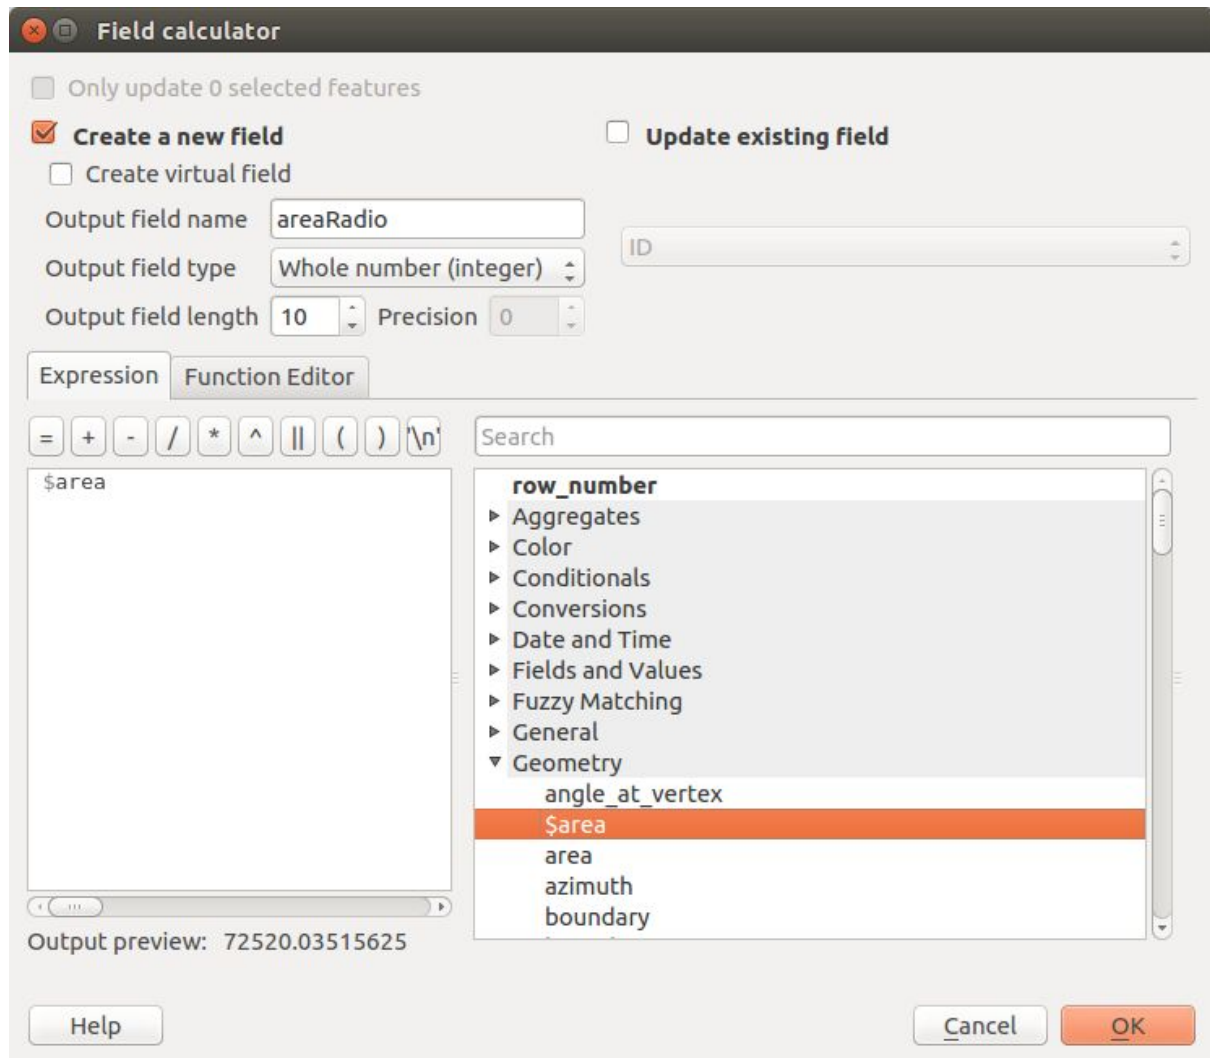 Field calculator
Only update 0 selected features
Create a new field
Update existing field
Create virtual field
Output field name areaRadio
ID
Output field type Whole number (integer)
Output field length 10 Precision 0
Expression Function Editor
= + - / * ^ || ( ) '\n'
Search
$area
row_number
Aggregates
Color
Conditionals
Conversions
Date and Time
Fields and Values
Fuzzy Matching
General
Geometry
angle_at_vertex
$area
area
azimuth
boundary
Output preview: 72520.03515625
Help Cancel OK